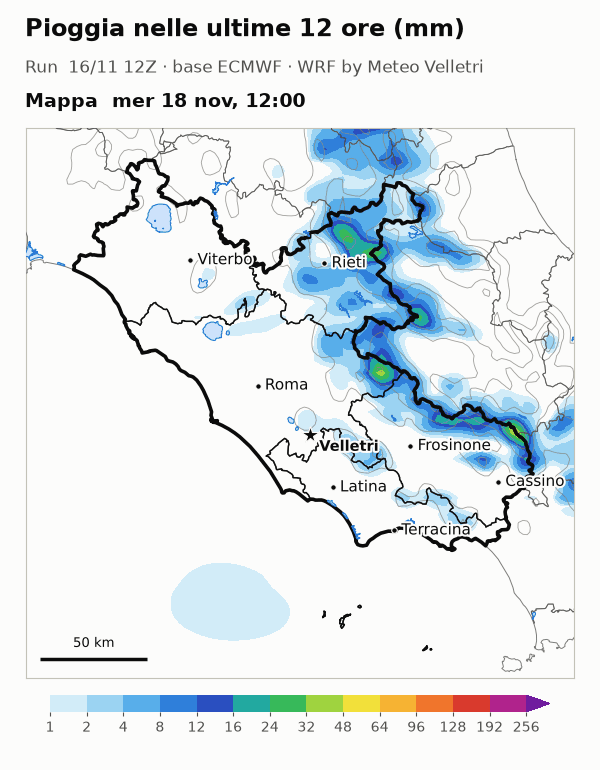 Pioggia nelle ultime 12 ore (mm)
Run 16/11 12Z · base ECMWF · WRF by Meteo Velletri
Mappa mer 18 nov, 12:00
Viterbo
Rieti
Roma
Velletri
Frosinone
Latina
Cassino
Terracina
50 km
1 2 4 8 12 16 24 32 48 64 96 128 192 256